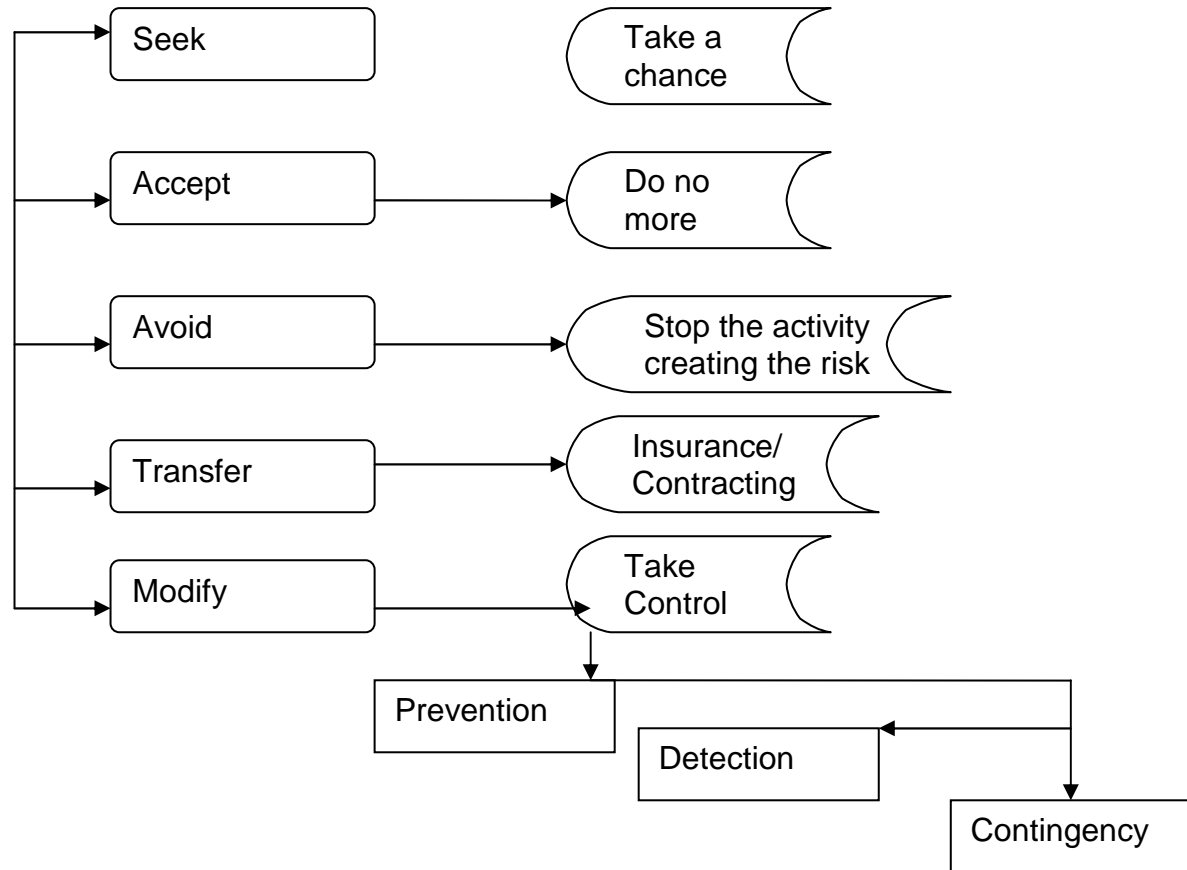 Seek
Take a
chance
Accept
Do no
more
Avoid
Stop the activity
creating the risk
Transfer
Insurance/
Contracting
Modify
Take
Control
Prevention
Detection
Contingency